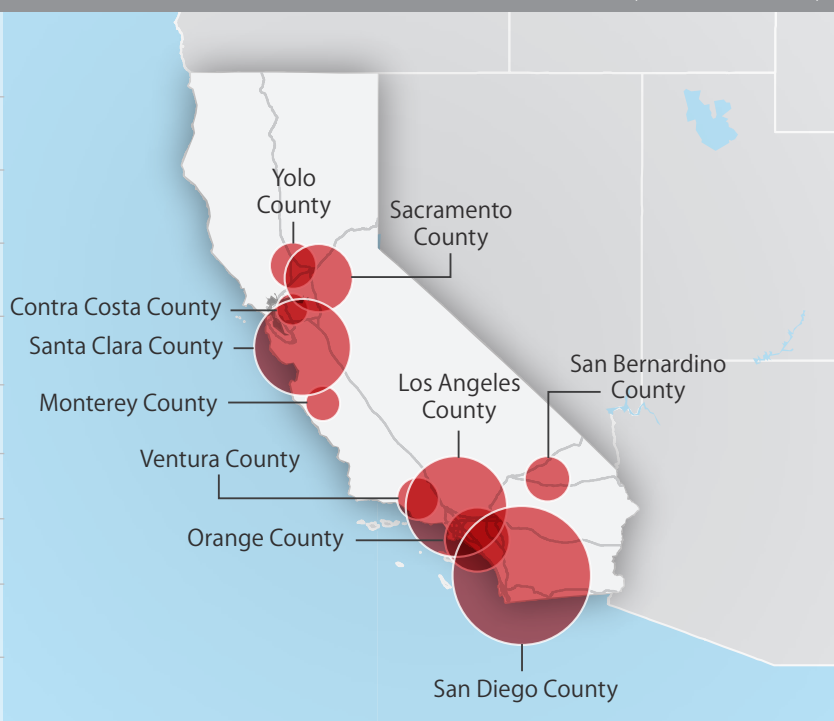 Yolo
County
Sacramento
County
Contra Costa County
Santa Clara County
Monterey County
Los Angeles
County
San Bernardino
County
Ventura County
Orange County
San Diego County